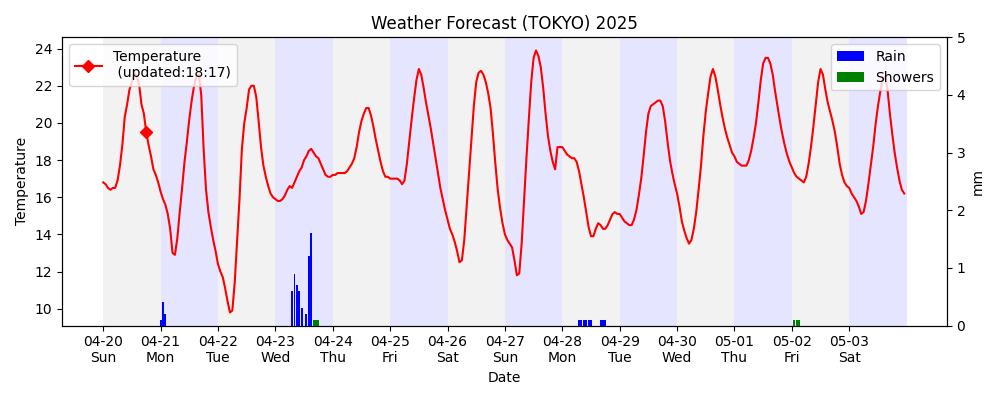 Weather Forecast (TOKYO) 2025
Temperature
(updated:18:17)
Rain
Showers
Temperature
24
22
20
18
16
14
12
10
5
4
3
2
1
0
mm
04-20 04-21 04-22 04-23 04-24 04-25 04-26 04-27 04-28 04-29 04-30 05-01 05-02 05-03
Sun Mon Tue Wed Thu Fri Sat Sun Mon Tue Wed Thu Fri Sat
Date